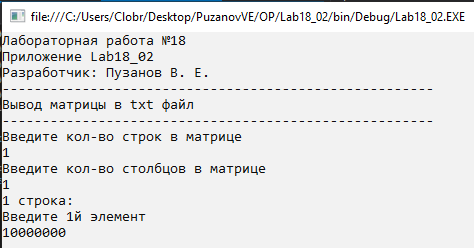 file:///C:/Users/Clobr/Desktop/PuzanovVE/OP/Lab18_02/bin/Debug/Lab18_02.EXE
Лабораторная работа №18
Приложение Lab18_02
Разработчик: Пузанов В. Е.
------------------------------------------------------
Вывод матрицы в txt файл
------------------------------------------------------
Введите кол-во строк в матрице
1
Введите кол-во столбцов в матрице
1
1 строка:
Введите 1й элемент
10000000